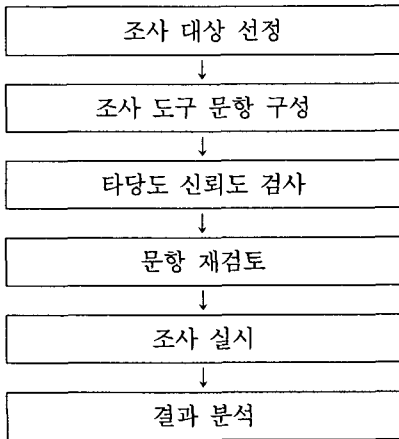 조사 대상 선정
↓
조사 도구 문항 구성
↓
타당도 신뢰도 검사
↓
문항 재검토
↓
조사 실시
↓
결과 분석